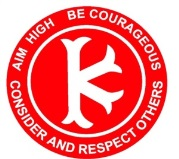 AIM HIGH BE COURAGEOUS
CONSIDER AND RESPECT OTHERS
K